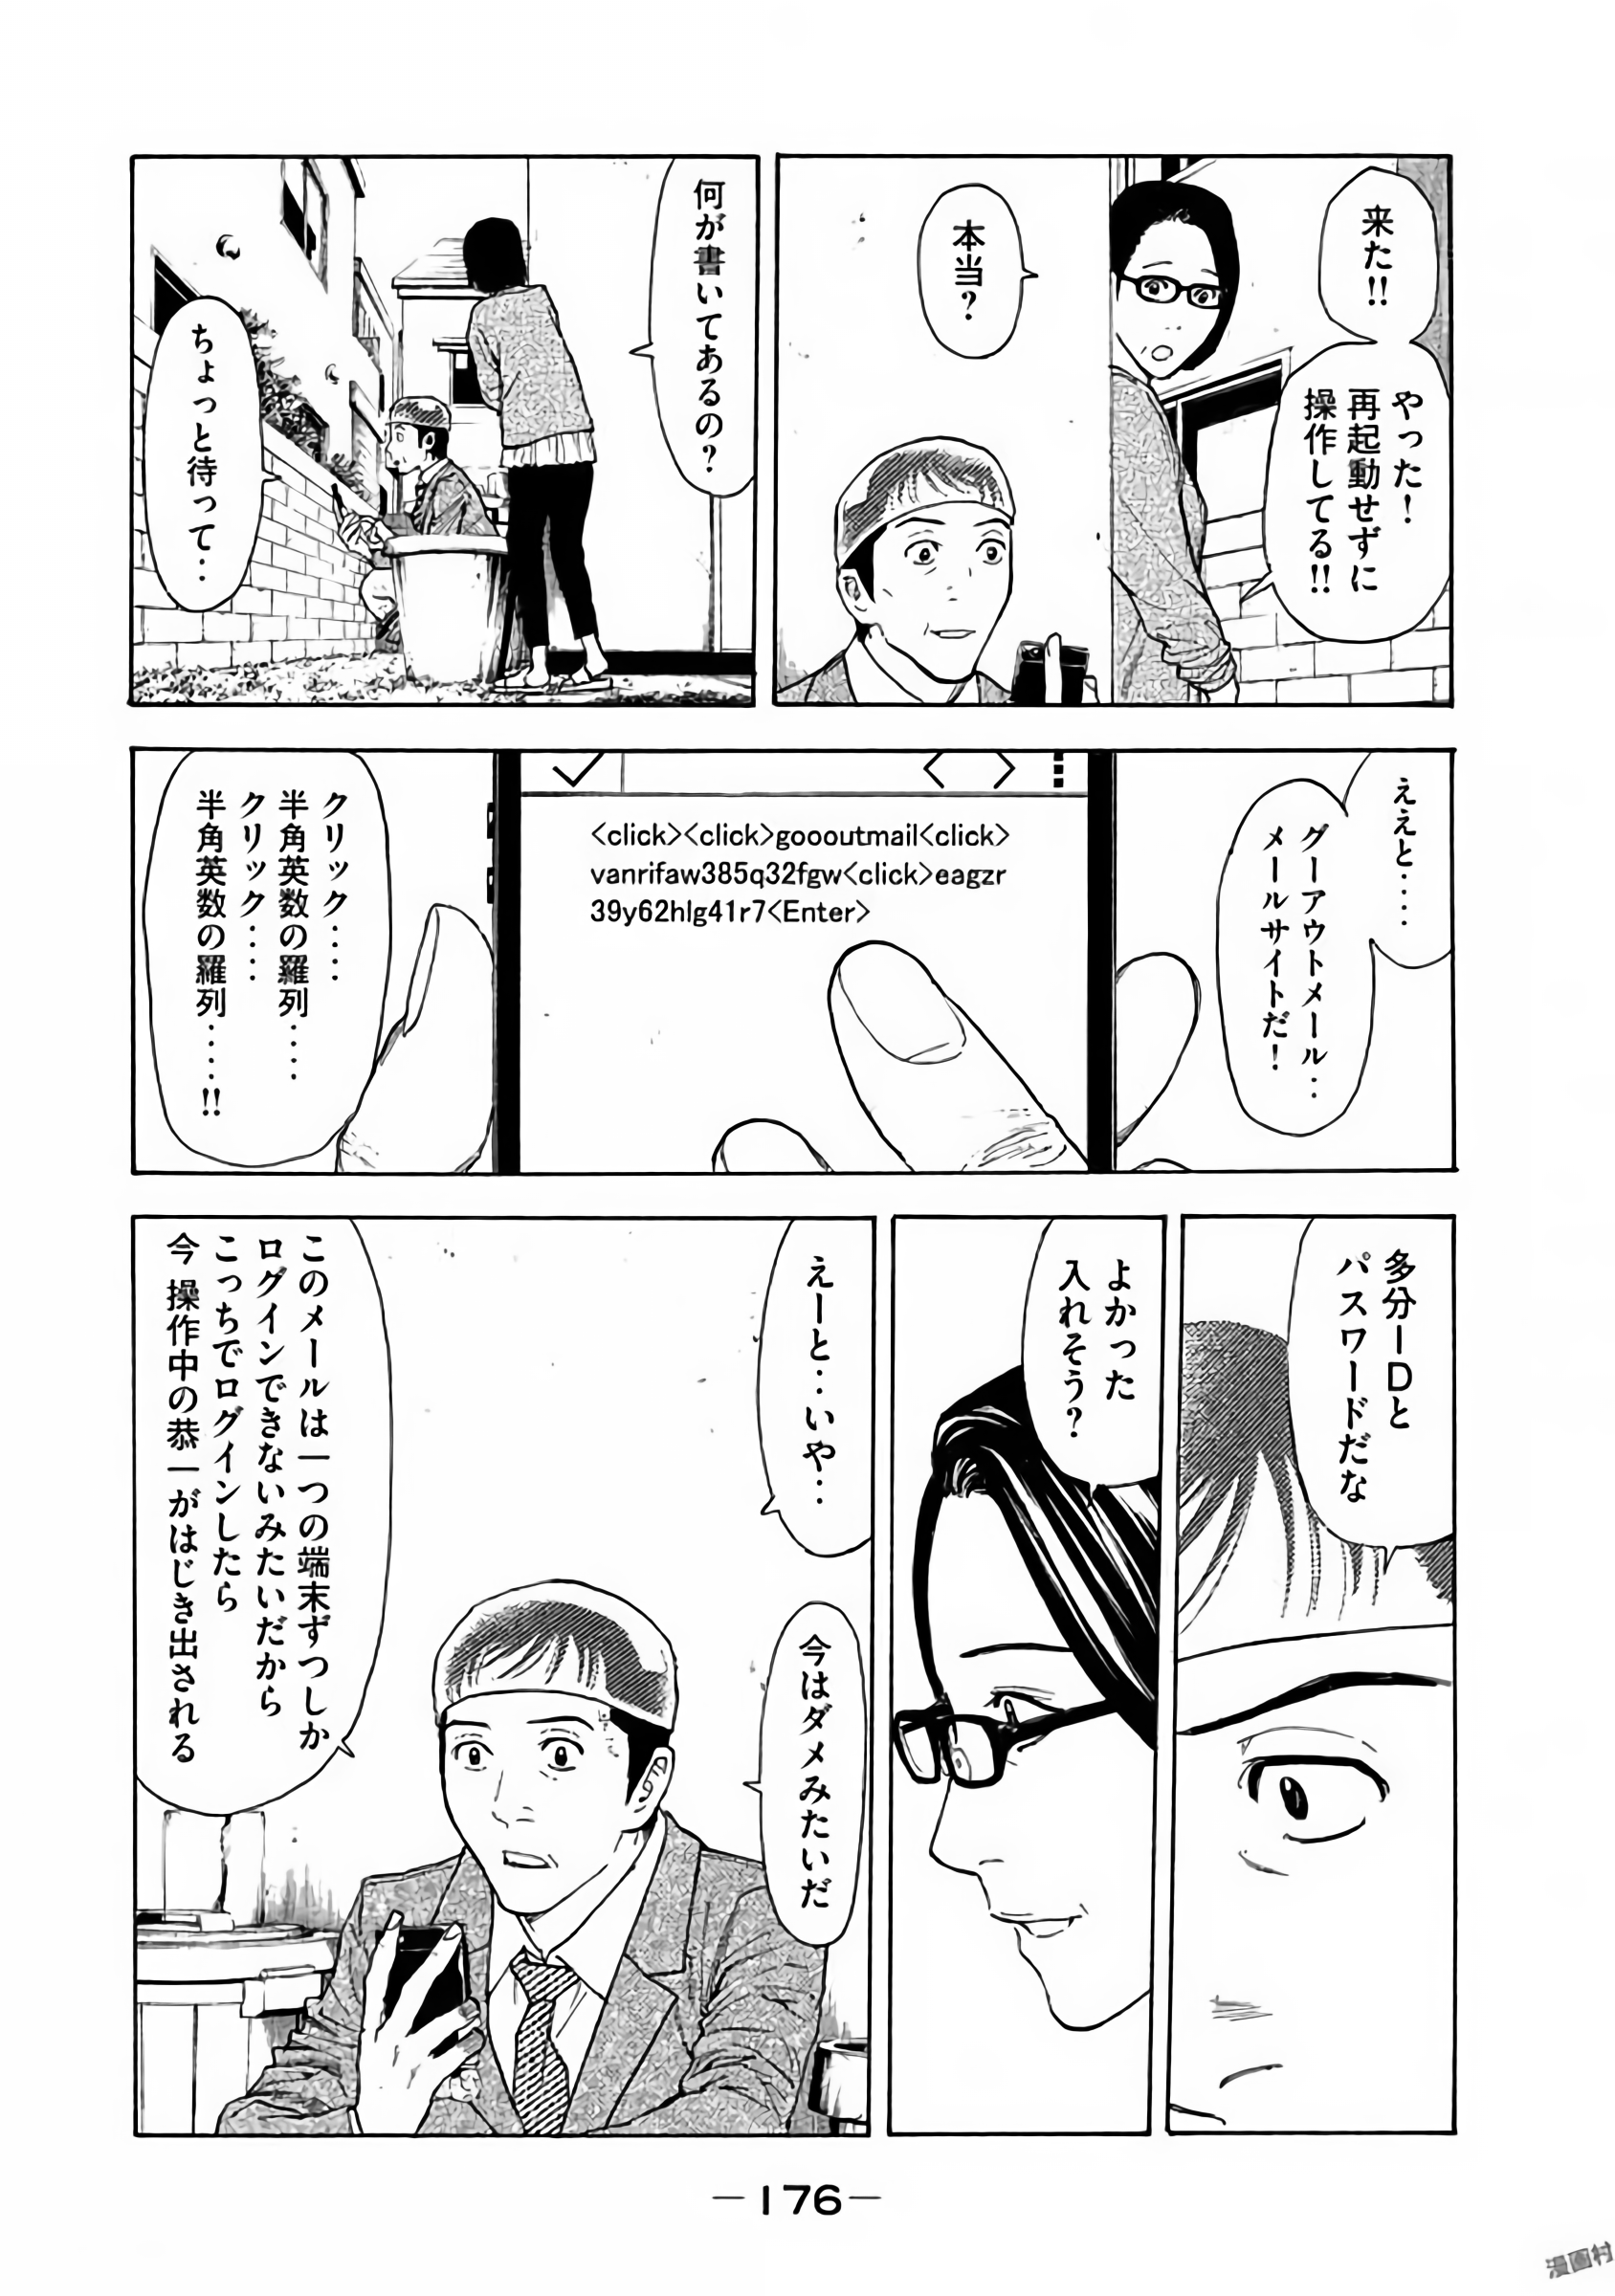 来た!!
やった！
再起動せずに
操作してる!!
本当？
何が書いてあるの？
ちょっと待って‥
ええと‥‥
グーアウトメール‥
メールサイトだ！
<click><click>goooutmail<click>
vanrifaw385q32fgw<click>eagzr
39y62hlg41r7<Enter>
クリック‥‥
半角英数の羅列‥‥
クリック‥‥
半角英数の羅列‥‥!!
多分IDと
パスワードだな
よかった
入れそう？
えーと‥いや‥
今はダメみたいだ
このメールは一つの端末ずつしか
ログインできないみたいだから
こっちでログインしたら
今 操作中の恭一がはじき出される
—176—
漫画村